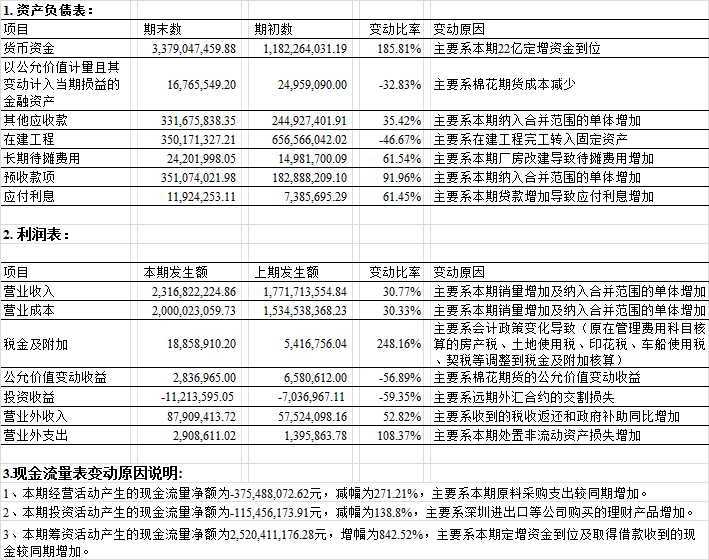 1. 资产负债表：
项目 期末数 期初数 变动比率 变动原因
货币资金 3,379,047,459.88 1,182,264,031.19 185.81% 主要系本期22亿定增资金到位
以公允价值计量且其
变动计入当期损益的 16,765,549.20 24,959,090.00 -32.83% 主要系棉花期货成本减少
金融资产
其他应收款 331,675,838.35 244,927,401.91 35.42% 主要系本期纳入合并范围的单体增加
在建工程 350,171,327.21 656,566,042.02 -46.67% 主要系在建工程完工转入固定资产
长期待摊费用 24,201,998.05 14,981,700.09 61.54% 主要系本期厂房改建导致待摊费用增加
预收款项 351,074,021.98 182,888,209.10 91.96% 主要系本期纳入合并范围的单体增加
应付利息 11,924,253.11 7,385,695.29 61.45% 主要系本期贷款增加导致应付利息增加
2. 利润表：
项目 本期发生额 上期发生额 变动比率 变动原因
营业收入 2,316,822,224.86 1,771,713,554.84 30.77% 主要系本期销量增加及纳入合并范围的单体增加
营业成本 2,000,023,059.73 1,534,538,368.23 30.33% 主要系本期销量增加及纳入合并范围的单体增加
主要系会计政策变化导致（原在管理费用科目核
税金及附加 18,858,910.20 5,416,756.04 248.16% 算的房产税、土地使用税、印花税、车船使用税
、契税等调整到税金及附加核算）
公允价值变动收益 2,836,965.00 6,580,612.00 -56.89% 主要系棉花期货的公允价值变动收益
投资收益 -11,213,595.05 -7,036,967.11 -59.35% 主要系远期外汇合约的交割损失
营业外收入 87,909,413.72 57,524,098.16 52.82% 主要系收到的税收返还和政府补助同比增加
营业外支出 2,908,611.02 1,395,863.78 108.37% 主要系本期处置非流动资产损失增加
3.现金流量表变动原因说明:
1、本期经营活动产生的现金流量净额为-375,488,072.62元，减幅为271.21%，主要系本期原料采购支出较同期增加。
2、本期投资活动产生的现金流量净额为-115,456,173.91元，减幅为138.8%，主要系深圳进出口等公司购买的理财产品增加。
3、本期筹资活动产生的现金流量净额为2,520,411,176.28元，增幅为842.52%，主要系本期定增资金到位及取得借款收到的现
金较同期增加。